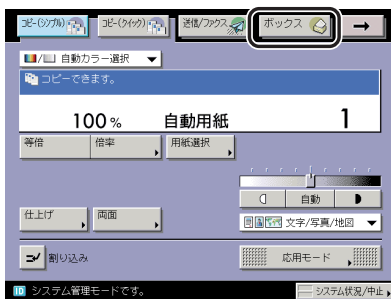 コピー(シンプル) コピー(クイック) 送信/ファクス ボックス
自動カラー選択
コピーできます。
100% 自動用紙 1
等倍 倍率 用紙選択
自動
仕上げ 両面 文字/写真/地図
割り込み 応用モード
ID システム管理モードです。 システム状況/中止